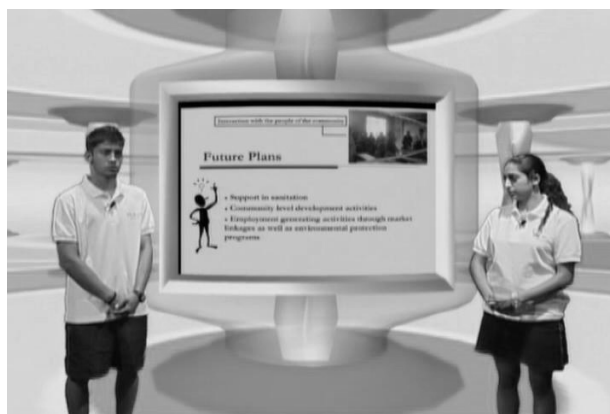 Interaction with the people of the community
Future Plans
• Support in sanitation
• Community level development activities
• Employment generating activities through market
linkages as well as environmental protection
programs